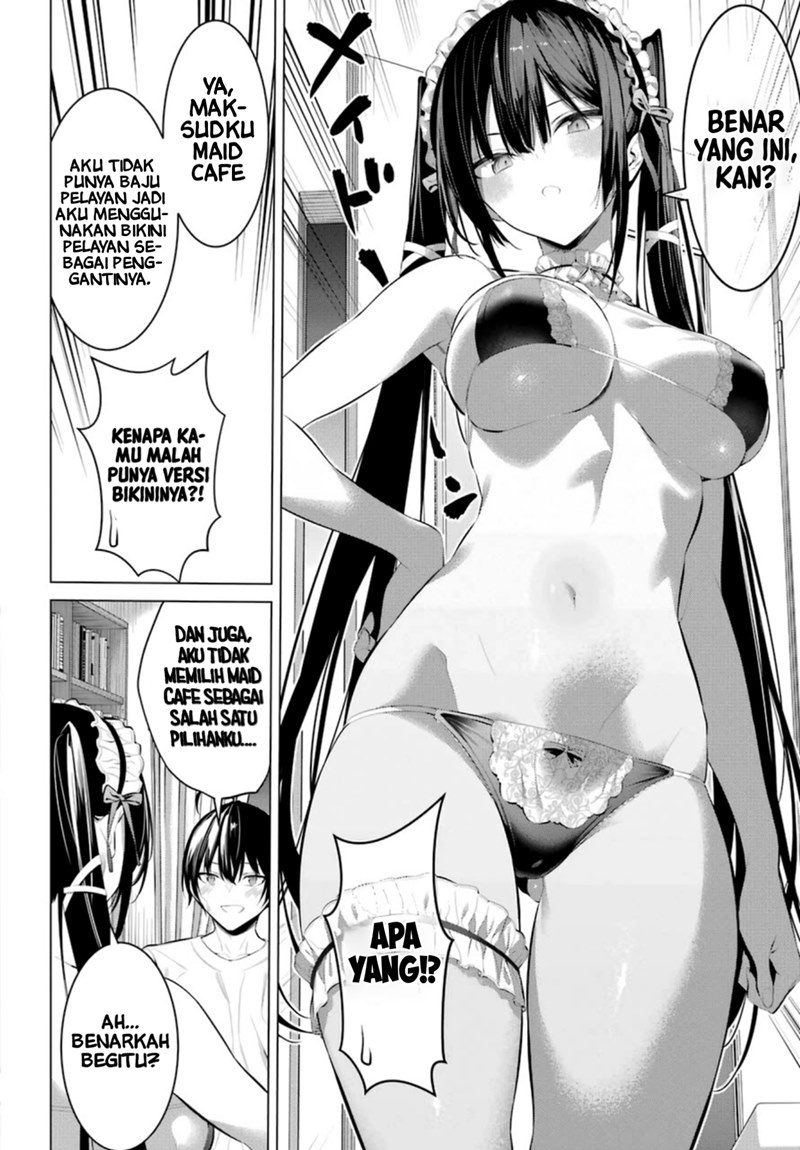 BENAR
YANG INI,
KAN?
メイドん
APA
YANG!?
YA,
MAK-
SUDKU
MAID
CAFE
AKU TIDAK
PUNYA BAJU
PELAYAN JADI
AKU MENGGU-
NAKAN BIKINI
PELAYAN SE-
BAGAI PENG-
GANTINYA.
KENAPA KA-
MU MALAH
PUNYA VERSI
BIKININYA?!
DAN JUGA,
AKU TIDAK
MEMILIH MAID
CAFE SEBAGAI
SALAH SATU
PILIHANKU....
AH...
BENARKAH
BEGITU?